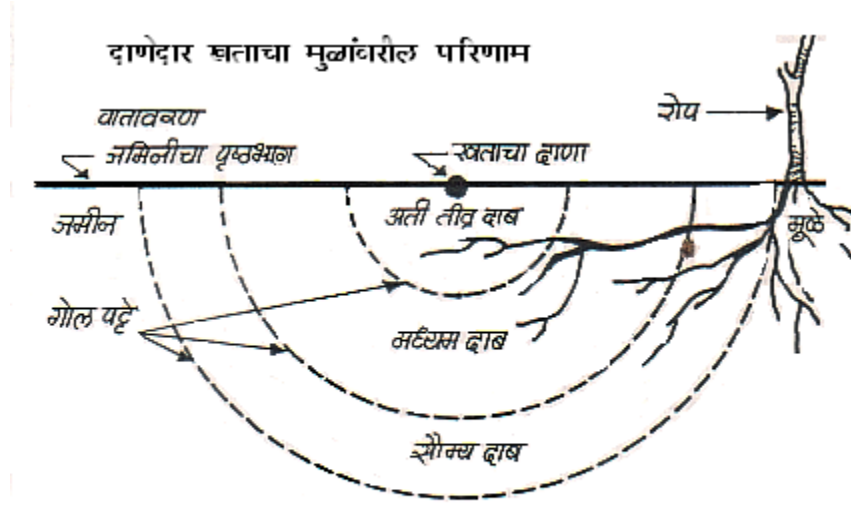 दाणेदार खताचा मुळांवरील परिणाम
वातावरण
रोप
जमिनीचा पृष्ठभाग
खताचा दाणा
जमीन
अती तीव्र दाब
मूळे
गोल पट्टे
मध्यम दाब
सौम्य दाब